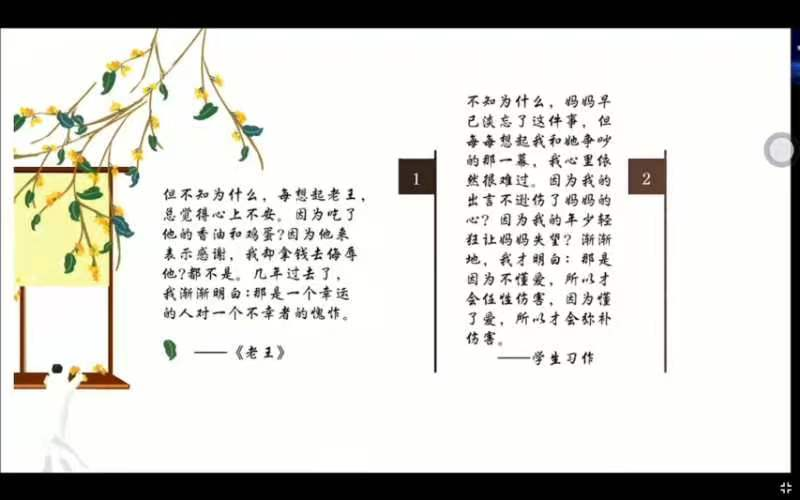 但不知为什么，每想起老王，
总觉得心上不安。因为吃了
他的香油和鸡蛋?因为他来
表示感谢，我却拿钱去侮辱
他?都不是。几年过去了，
我渐渐明白:那是一个幸运
的人对一个不幸者的愧怍。
——《老王》
1
不知为什么，妈妈早
已淡忘了这件事，但
每每想起我和她争吵
的那一幕，我心里依
然很难过。因为我的
出言不逊伤了妈妈的
心？因为我的年少轻
狂让妈妈失望？渐渐
地，我才明白：那是
因为不懂爱，所以才
会任性伤害，因为懂
了爱，所以才会弥补
伤害。
——学生习作
2